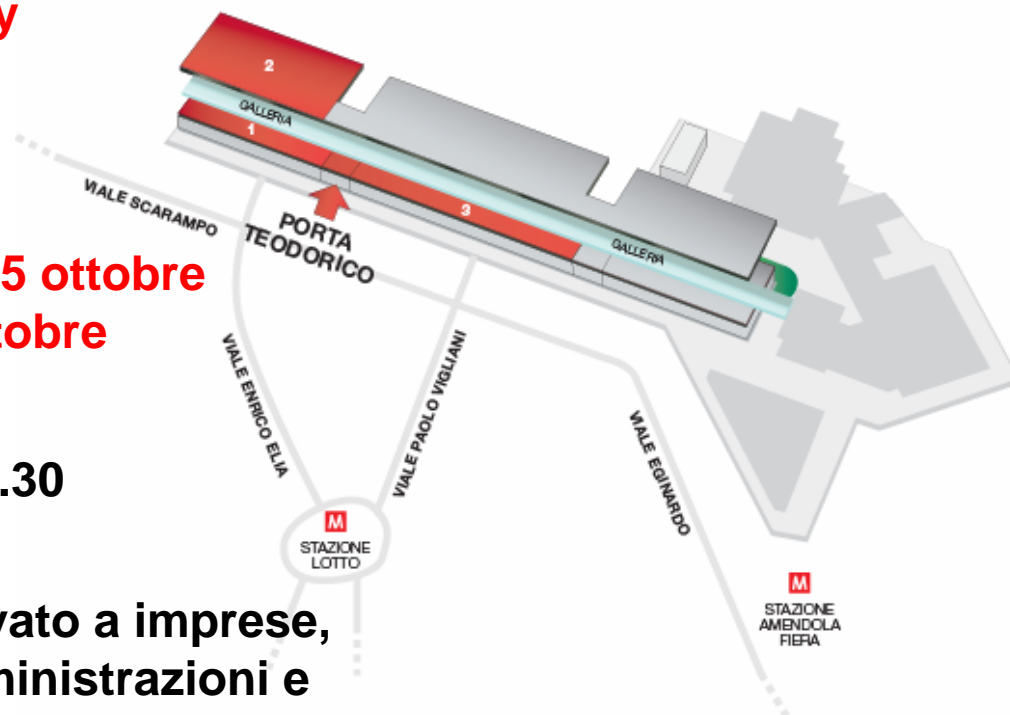 y
2
GALLERIA
1
VIALE SCARAMPO
PORTA
TEODORICO
3
GALLERIA
5 ottobre
tobre
VIALE ENRICO ELIA
VIALE PAOLO VIGLIANI
VIALE EGINARDO
.30
M
STAZIONE
LOTTO
M
STAZIONE
AMENDOLA
FIERA
vato a imprese,
ministrazioni e